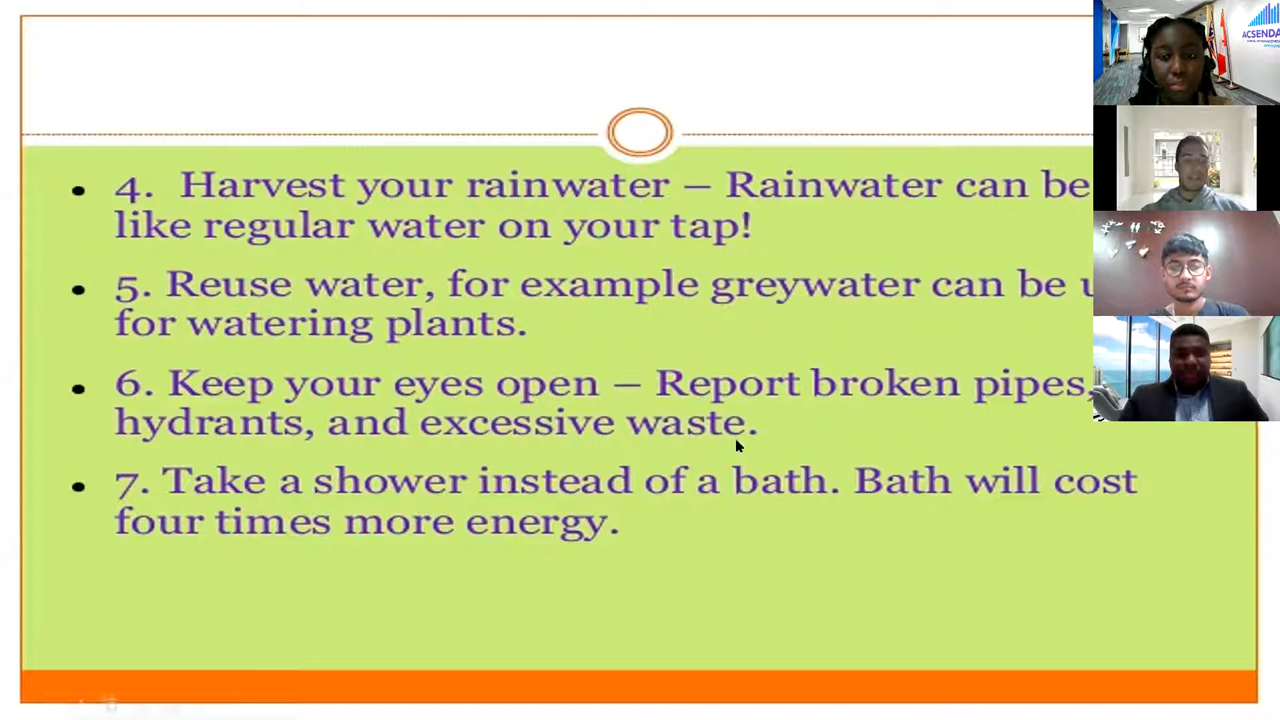 4. Harvest your rainwater – Rainwater can be
like regular water on your tap!
5. Reuse water, for example greywater can be
for watering plants.
6. Keep your eyes open – Report broken pipes,
hydrants, and excessive waste.
7. Take a shower instead of a bath. Bath will cost
four times more energy.
ACSENDA